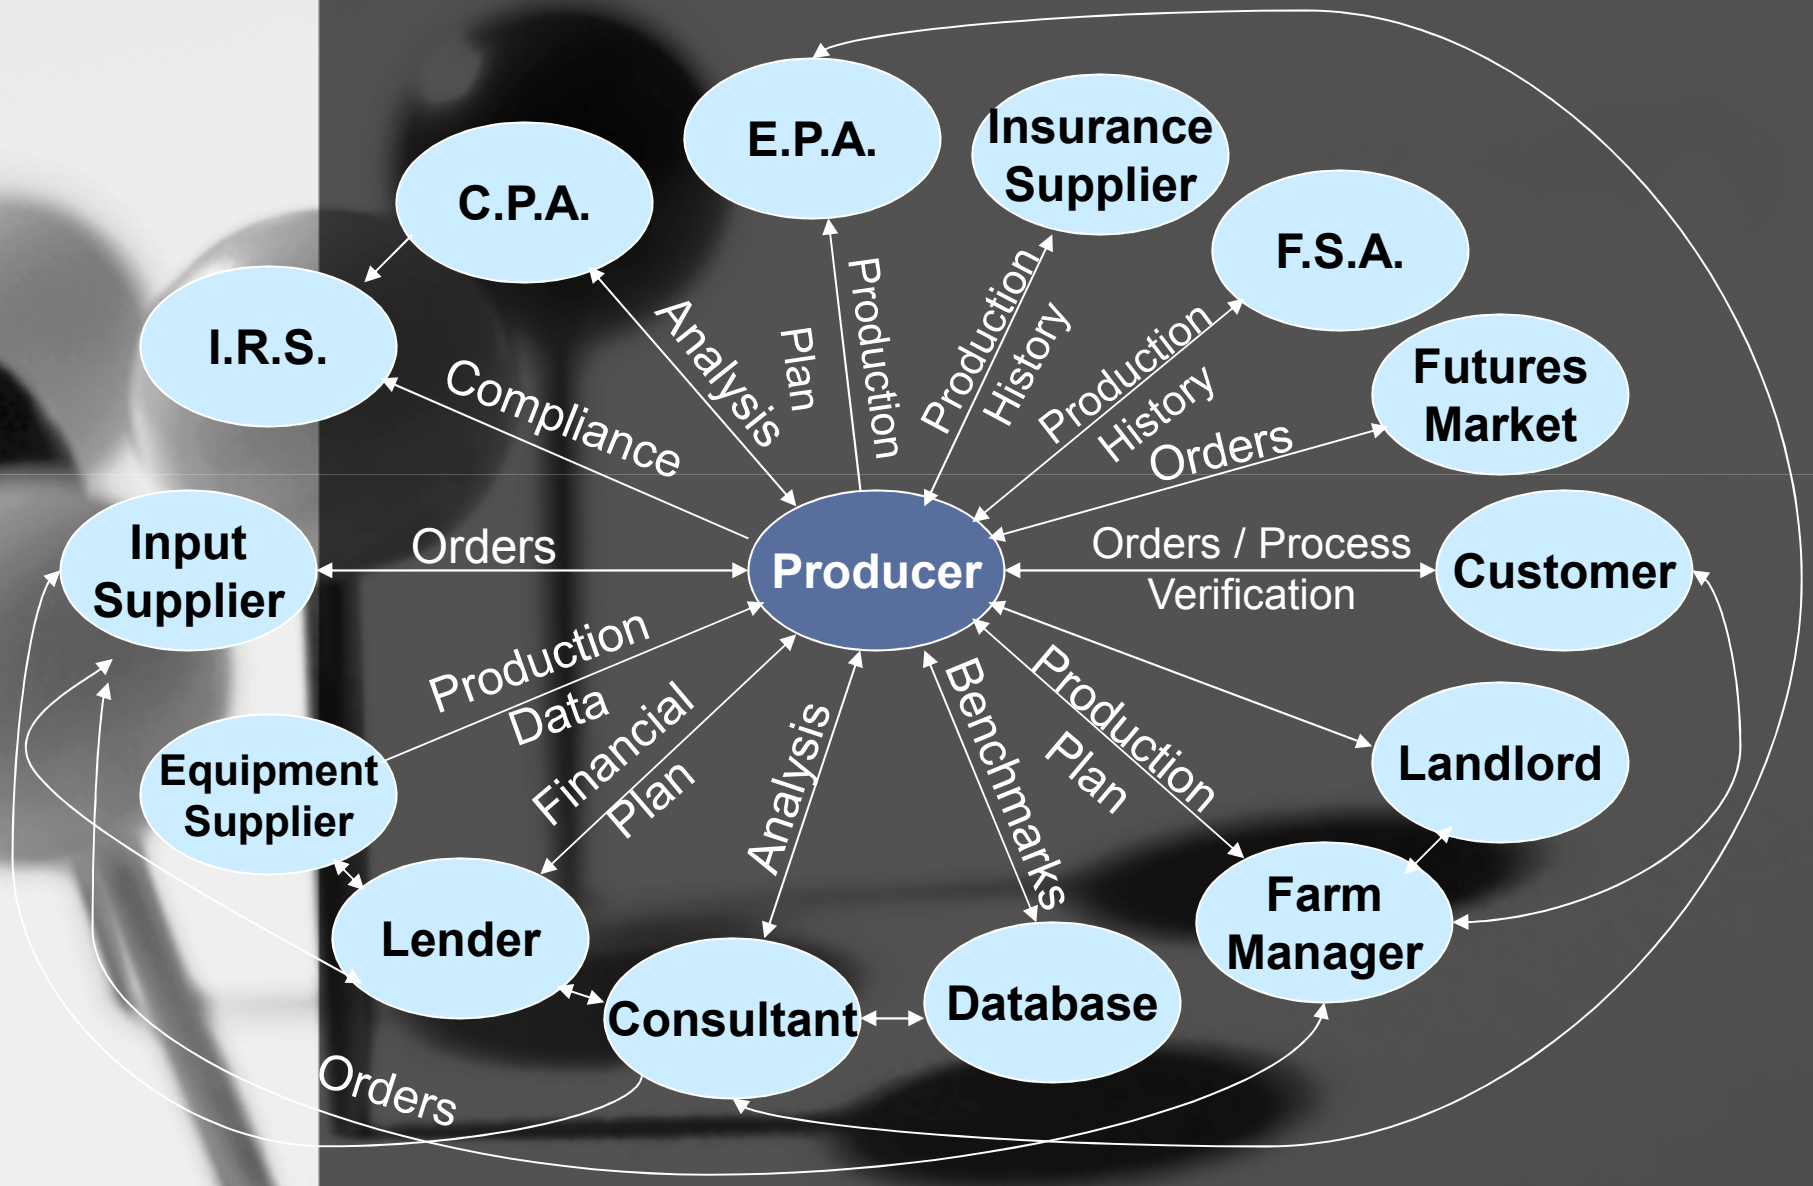 E.P.A.
Insurance
Supplier
C.P.A.
F.S.A.
I.R.S.
Futures
Market
Compliance
Analysis
Plan
Production
Production
History
Production
History
Orders
Input
Supplier
Orders
Producer
Orders / Process
Verification
Customer
Production
Data
Financial
Plan
Analysis
Benchmarks
Production
Plan
Landlord
Equipment
Supplier
Lender
Consultant
Database
Farm
Manager
Orders